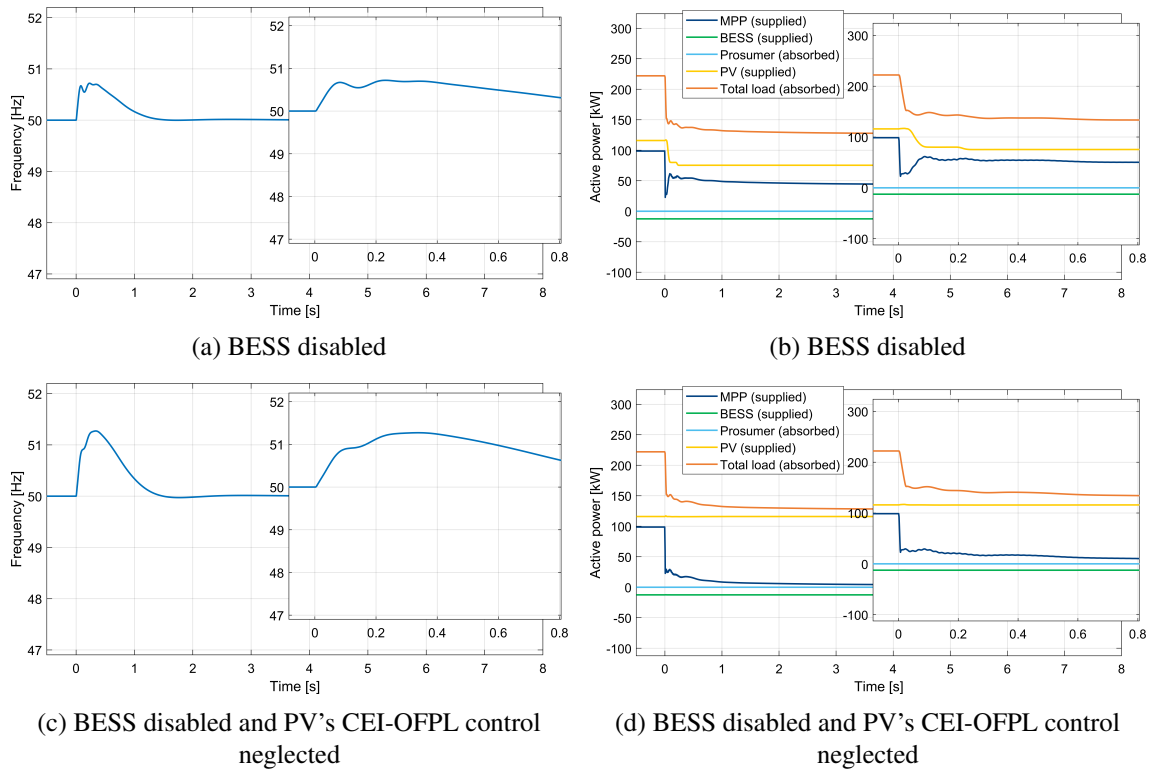 52
51
50
49
48
47
Frequency [Hz]
0 1 2 3 4 5 6 7 8
Time [s]
52
51
50
49
48
47
0 0.2 0.4 0.6 0.8
(a) BESS disabled
300
250
200
150
100
50
0
-50
-100
Active power [kW]
0 1 2 3 4 5 6 7 8
Time [s]
MPP (supplied)
BESS (supplied)
Prosumer (absorbed)
PV (supplied)
Total load (absorbed)
300
200
100
0
-100
0 0.2 0.4 0.6 0.8
(b) BESS disabled
52
51
50
49
48
47
Frequency [Hz]
0 1 2 3 4 5 6 7 8
Time [s]
52
51
50
49
48
47
0 0.2 0.4 0.6 0.8
(c) BESS disabled and PV's CEI-OFPL control
neglected
300
250
200
150
100
50
0
-50
-100
Active power [kW]
0 1 2 3 4 5 6 7 8
Time [s]
MPP (supplied)
BESS (supplied)
Prosumer (absorbed)
PV (supplied)
Total load (absorbed)
300
200
100
0
-100
0 0.2 0.4 0.6 0.8
(d) BESS disabled and PV's CEI-OFPL control
neglected